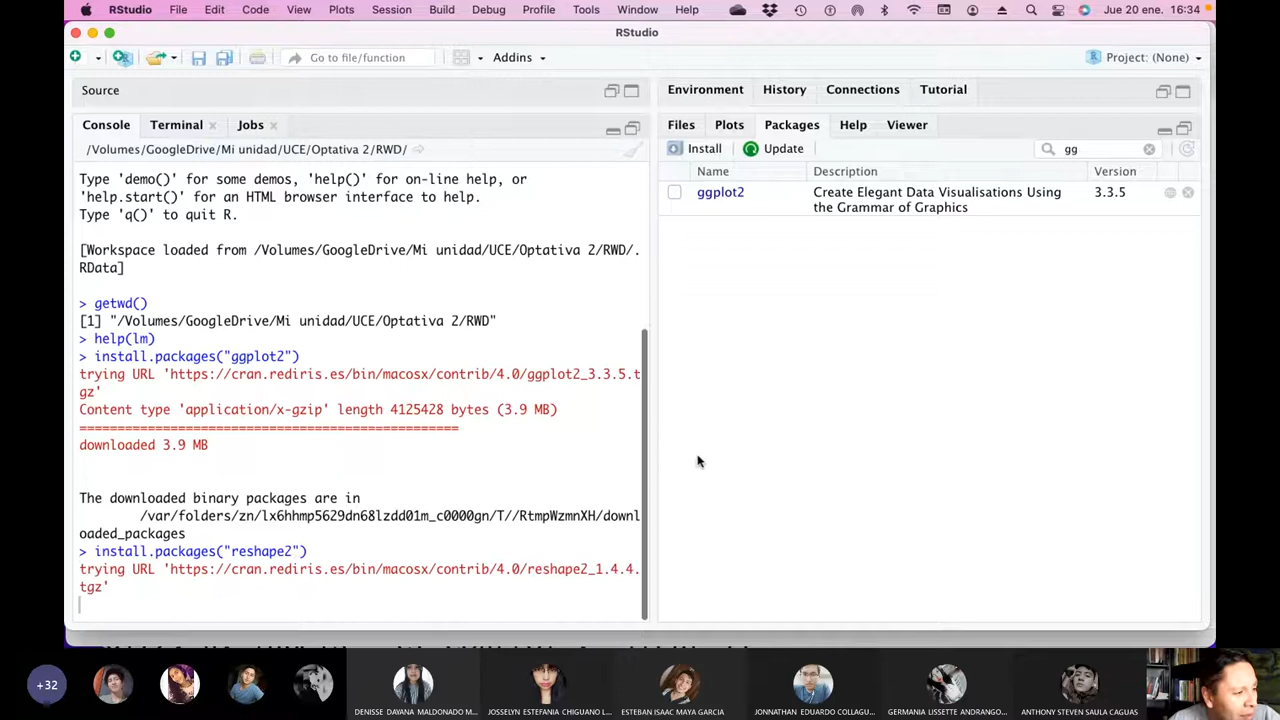 RStudio File Edit Code View Plots Session Build Debug Profile Tools Window Help Jue 20 ene. 16:34
RStudio
Go to file/function Addins Project: (None)
Source
Console Terminal Jobs
/Volumes/GoogleDrive/Mi unidad/UCE/Optativa 2/RWD/
Type 'demo()' for some demos, 'help()' for on-line help, or
'help.start()' for an HTML browser interface to help.
Type 'q()' to quit R.
[Workspace loaded from /Volumes/GoogleDrive/Mi unidad/UCE/Optativa 2/RWD/.
RData]
> getwd()
[1] "/Volumes/GoogleDrive/Mi unidad/UCE/Optativa 2/RWD"
> help(lm)
> install.packages("ggplot2")
trying URL 'https://cran.rediris.es/bin/macosx/contrib/4.0/ggplot2_3.3.5.t
gz'
Content type 'application/x-gzip' length 4125428 bytes (3.9 MB)
==================================================
downloaded 3.9 MB
The downloaded binary packages are in
/var/folders/zn/lx6hhmp5629dn68lzdd01m_c0000gn/T//RtmpWzmnXH/downl
oaded_packages
> install.packages("reshape2")
trying URL 'https://cran.rediris.es/bin/macosx/contrib/4.0/reshape2_1.4.4.
tgz'
Environment History Connections Tutorial
Files Plots Packages Help Viewer
Install Update gg
Name Description Version
ggplot2 Create Elegant Data Visualisations Using 3.3.5
the Grammar of Graphics
+32
DENISSE DAYANA MALDONADO M... JOSSELYN ESTEFANIA CHIGUANO L... ESTEBAN ISAAC MAYA GARCIA JONNATHAN EDUARDO COLLAGU... GERMANIA LISSETTE ANDRANGO... ANTHONY STEVEN SAULA CAGUAS